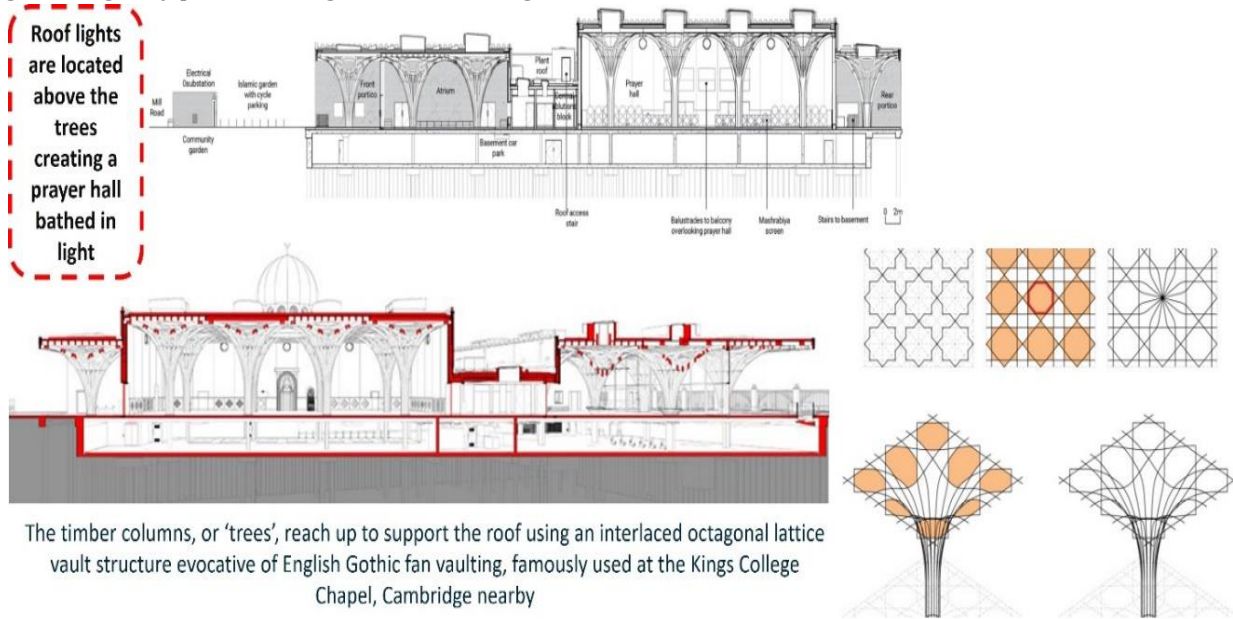 Roof lights
are located
above the
trees
creating a
prayer hall
bathed in
light
Mill
Road
Electrical
Dsubstation
Community
garden
Islamic garden
with cycle
parking
Front
portico
Atrium
Basement car
park
Plant
roof
Central
ablutions
block
Roof access
stair
Prayer
hall
Balustrades to balcony
overlooking prayer hall
Mashrabiya
screen
Rear
portico
Stairs to basement
0 2m
The timber columns, or ‘trees’, reach up to support the roof using an interlaced octagonal lattice
vault structure evocative of English Gothic fan vaulting, famously used at the Kings College
Chapel, Cambridge nearby